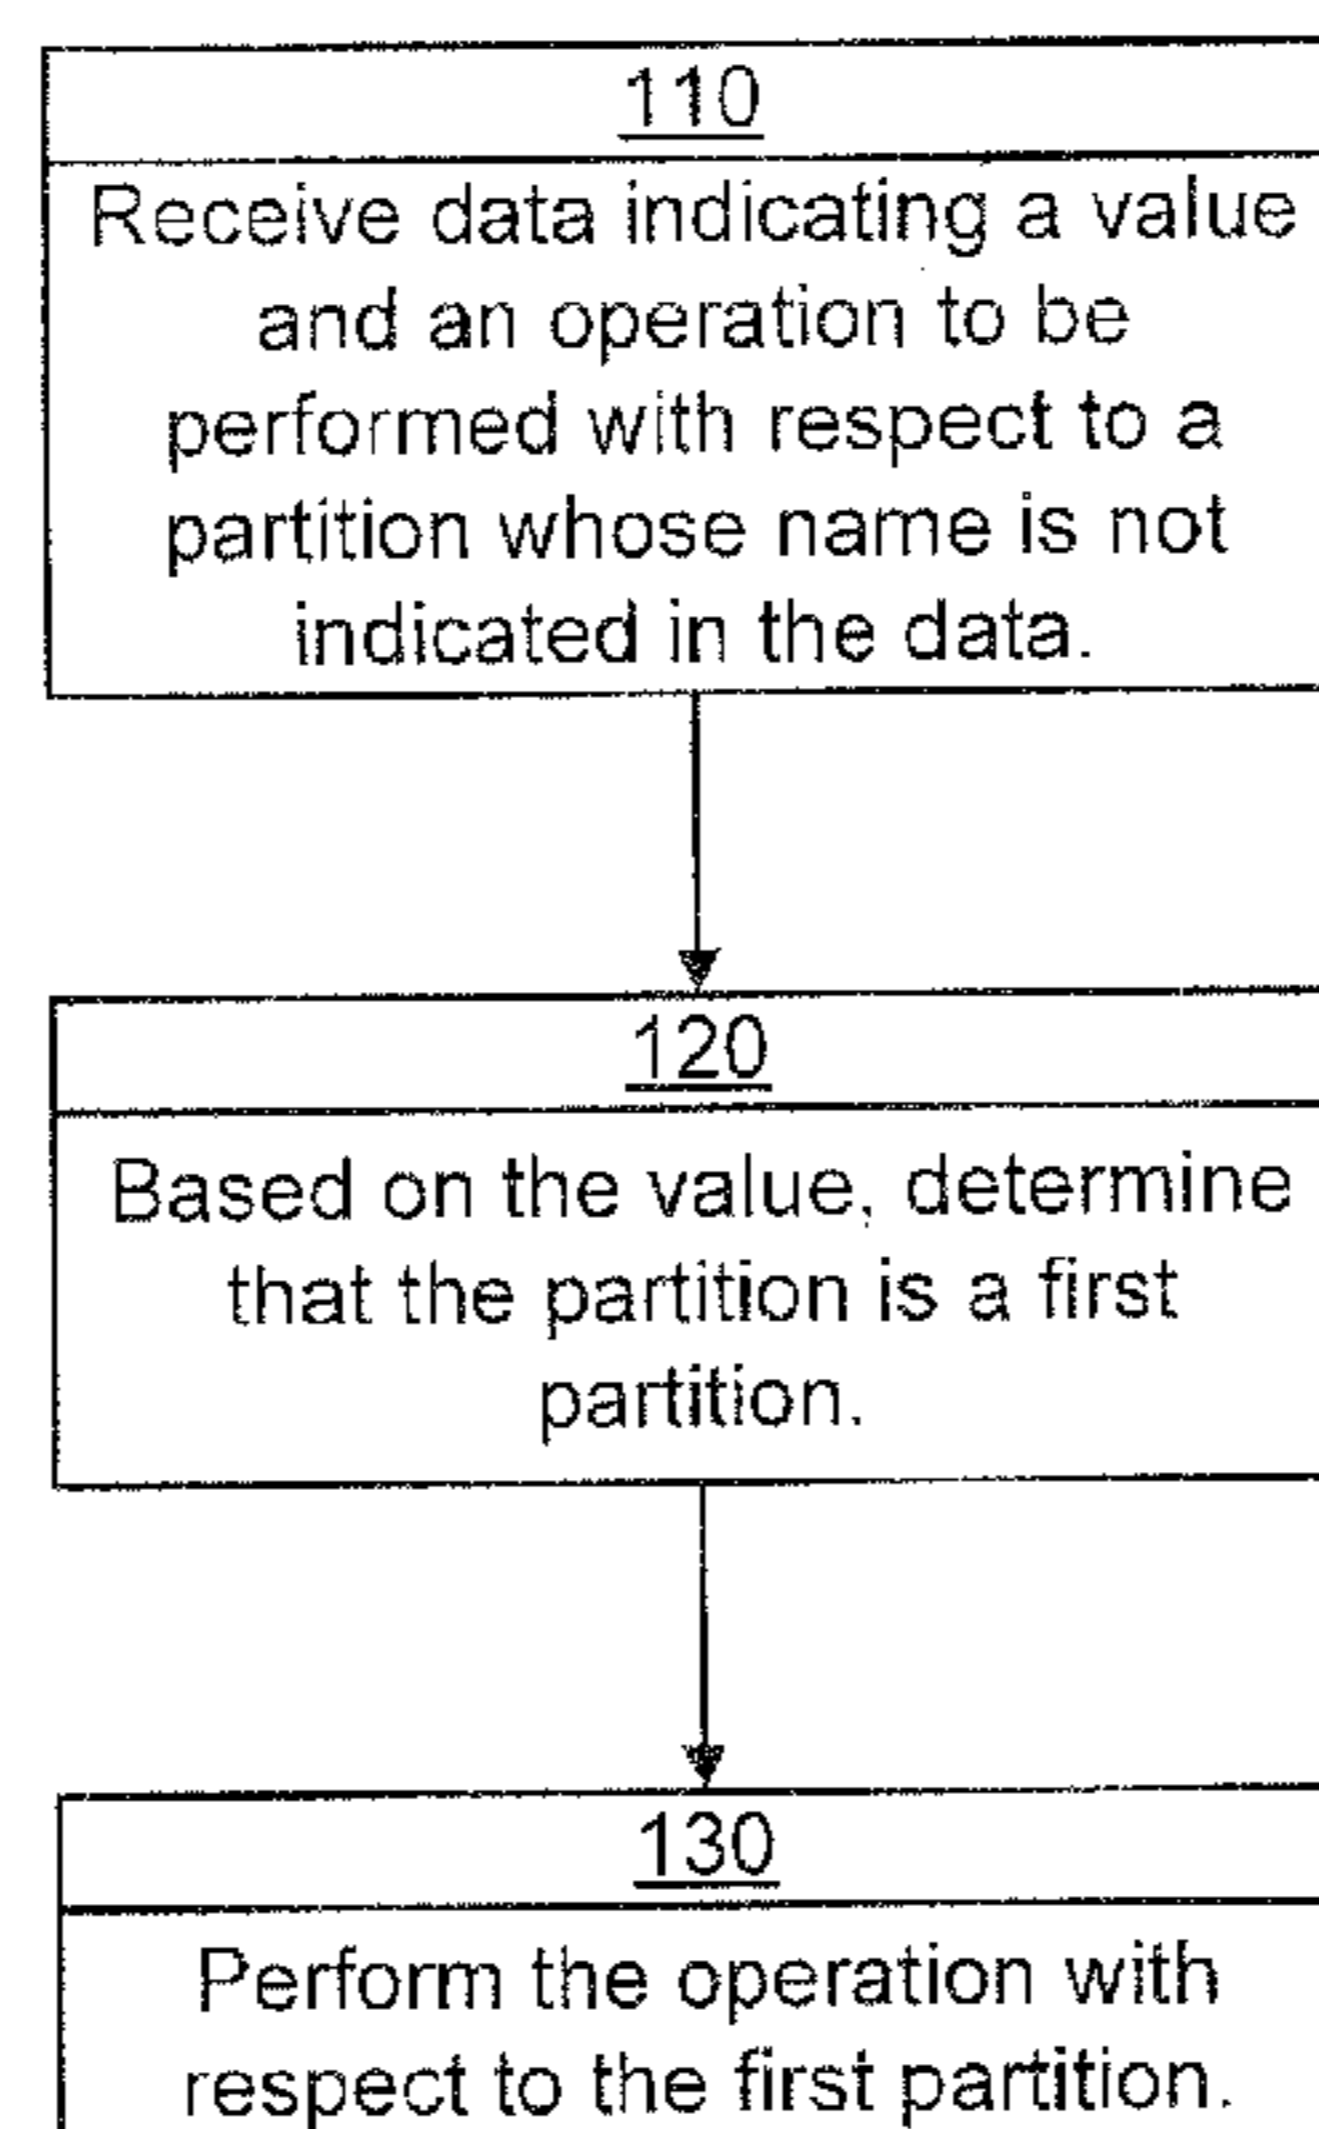 110
Receive data indicating a value
and an operation to be
performed with respect to a
partition whose name is not
indicated in the data.
120
Based on the value, determine
that the partition is a first
partition.
130
Perform the operation with
respect to the first partition.